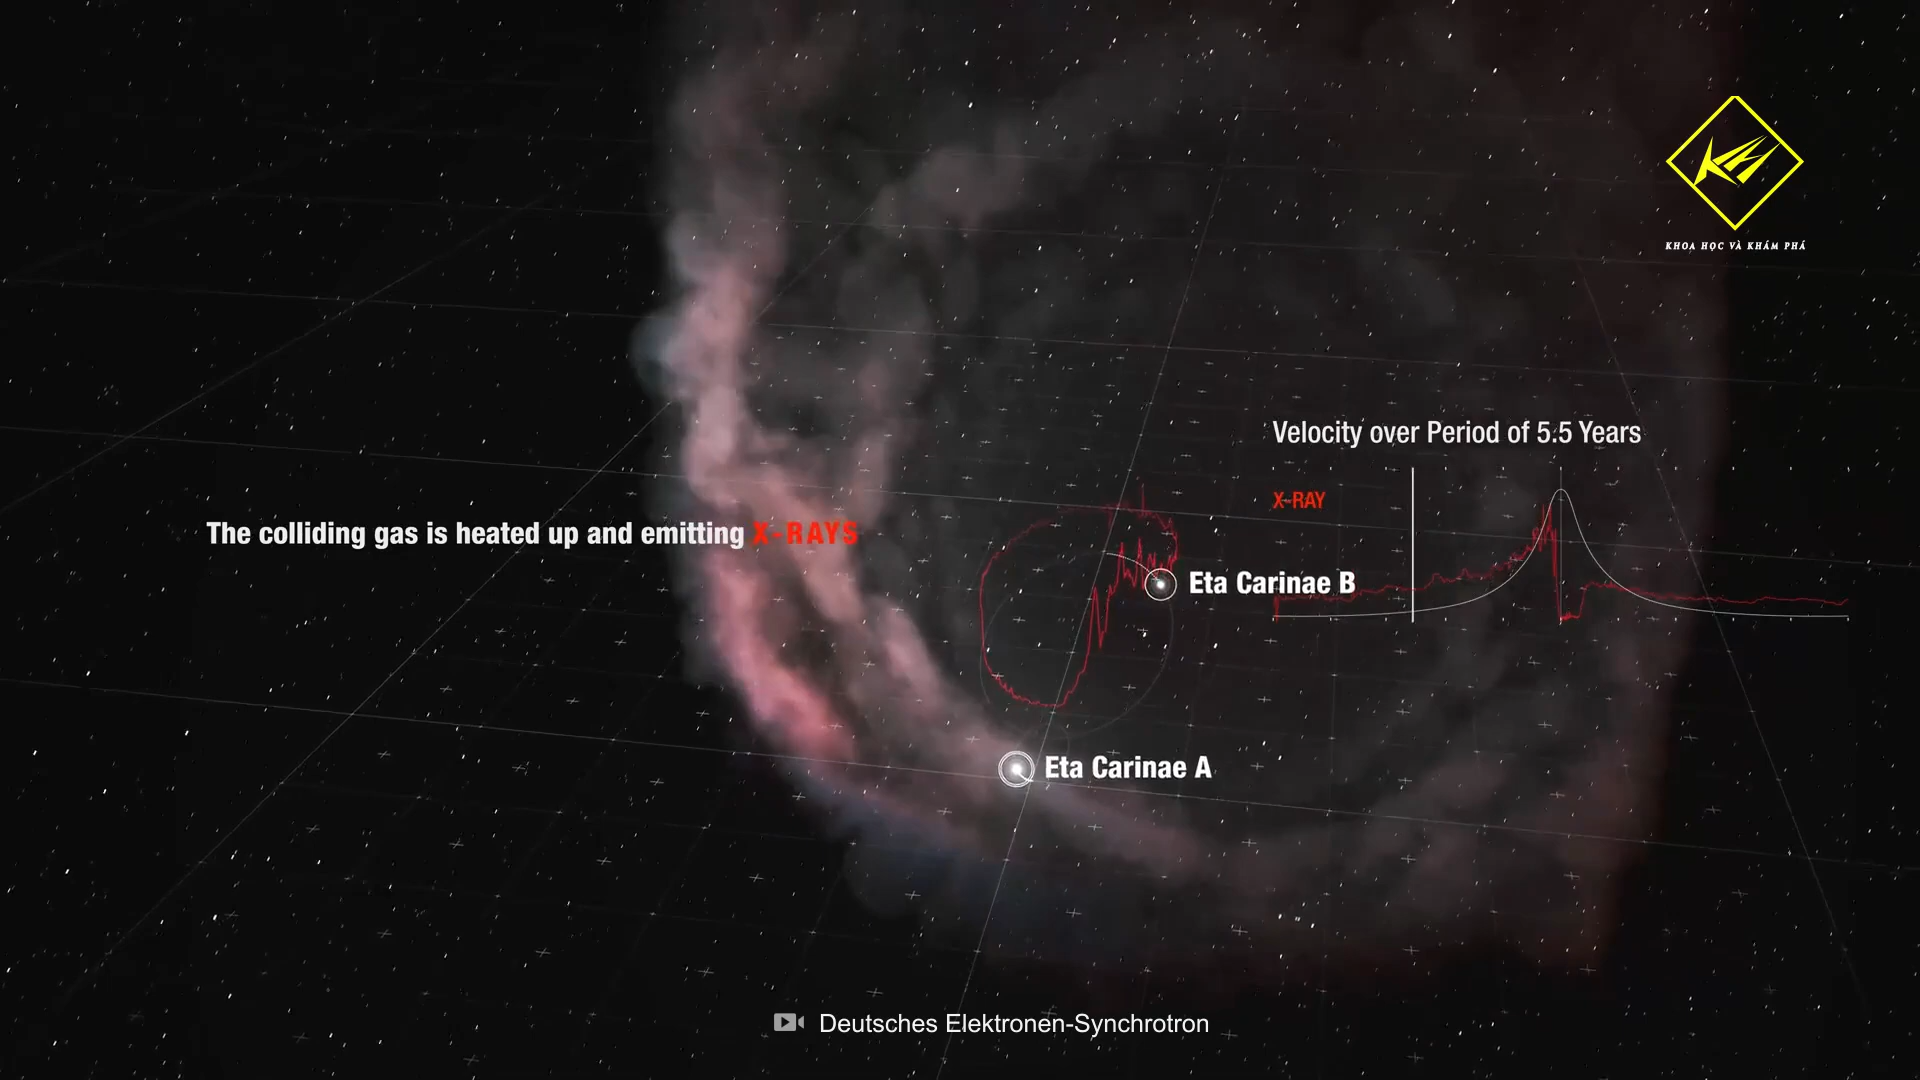 KHOA HỌC VÀ KHÁM PHÁ
Velocity over Period of 5.5 Years
X-RAY
The colliding gas is heated up and emitting X-RAYS
Eta Carinae B
Eta Carinae A
Deutsches Elektronen-Synchrotron